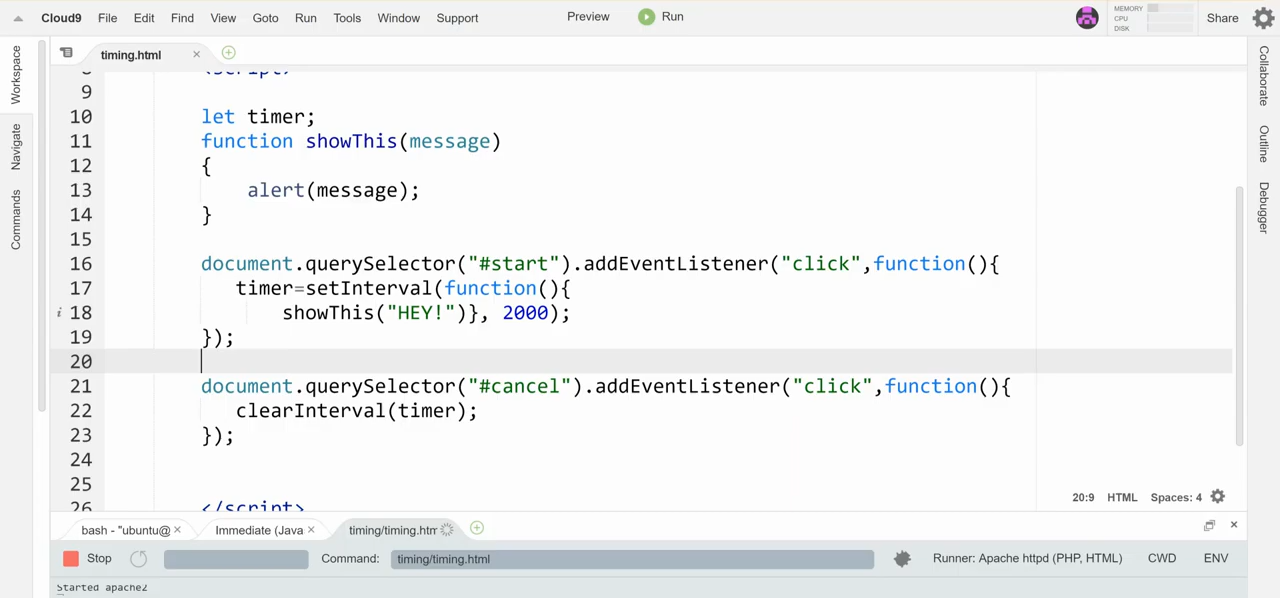 Cloud9 File Edit Find View Goto Run Tools Window Support Preview Run MEMORY CPU DISK Share
Workspace Navigate Commands
timing.html
Collaborate Outline Debugger
8 <script>
9
10 let timer;
11 function showThis(message)
12 {
13 alert(message);
14 }
15
16 document.querySelector("#start").addEventListener("click",function(){
17 timer=setInterval(function(){
18 showThis("HEY!")}, 2000);
19 });
20
21 document.querySelector("#cancel").addEventListener("click",function(){
22 clearInterval(timer);
23 });
24
25
26 </script>
20:9 HTML Spaces: 4
bash - "ubuntu@ Immediate (Java timing/timing.htm
Stop Command: timing/timing.html Runner: Apache httpd (PHP, HTML) CWD ENV
Started apache2